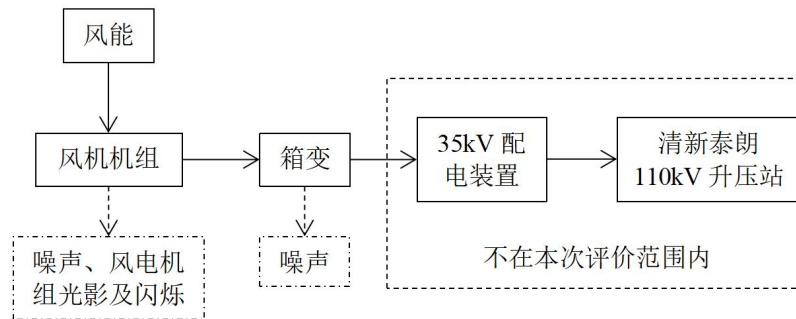 风能
风机机组
箱变
35kV 配
电装置
清新泰朗
110kV 升压站
噪声、风电机
组光影及闪烁
噪声
不在本次评价范围内